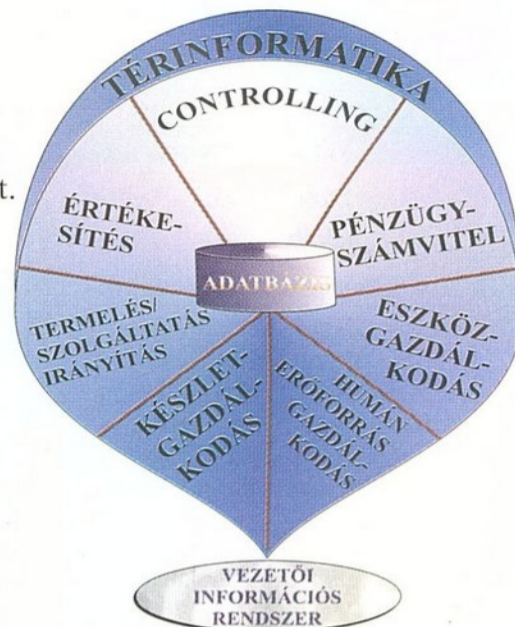 TÉRINFORMATIKA
CONTROLLING
t.
ÉRTÉKE-
SÍTÉS
PÉNZÜGY-
SZÁMVITEL
ADATBÁZIS
TERMELÉS/
SZOLGÁLTATÁS
IRÁNYÍTÁS
ESZKÖZ-
GAZDÁL-
KODÁS
KÉSZLET-
GAZDÁL-
KODÁS
HUMÁN
ERŐFORRÁS
GAZDÁL-
KODÁS
VEZETŐI
INFORMÁCIÓS
RENDSZER